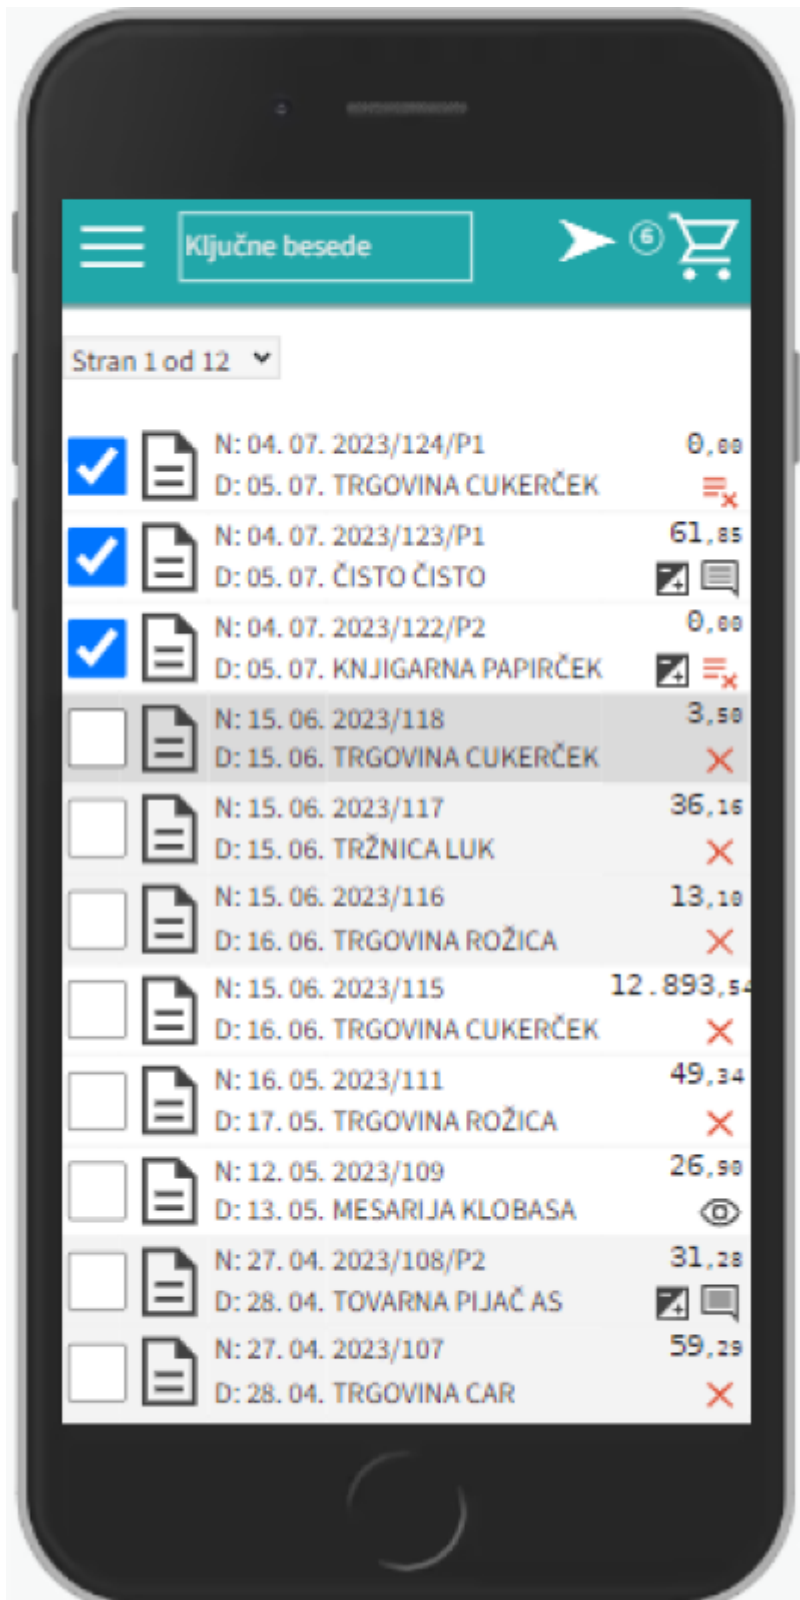 Ključne besede
6
Stran 1 od 12
N: 04. 07. 2023/124/P1 0,00
D: 05. 07. TRGOVINA CUKERČEK
N: 04. 07. 2023/123/P1 61,85
D: 05. 07. ČISTO ČISTO
N: 04. 07. 2023/122/P2 0,00
D: 05. 07. KNJIGARNA PAPIRČEK
N: 15. 06. 2023/118 3,50
D: 15. 06. TRGOVINA CUKERČEK
N: 15. 06. 2023/117 36,16
D: 15. 06. TRŽNICA LUK
N: 15. 06. 2023/116 13,10
D: 16. 06. TRGOVINA ROŽICA
N: 15. 06. 2023/115 12.893,54
D: 16. 06. TRGOVINA CUKERČEK
N: 16. 05. 2023/111 49,34
D: 17. 05. TRGOVINA ROŽICA
N: 12. 05. 2023/109 26,90
D: 13. 05. MESARIJA KLOBASA
N: 27. 04. 2023/108/P2 31,28
D: 28. 04. TOVARNA PIJAČ AS
N: 27. 04. 2023/107 59,29
D: 28. 04. TRGOVINA CAR